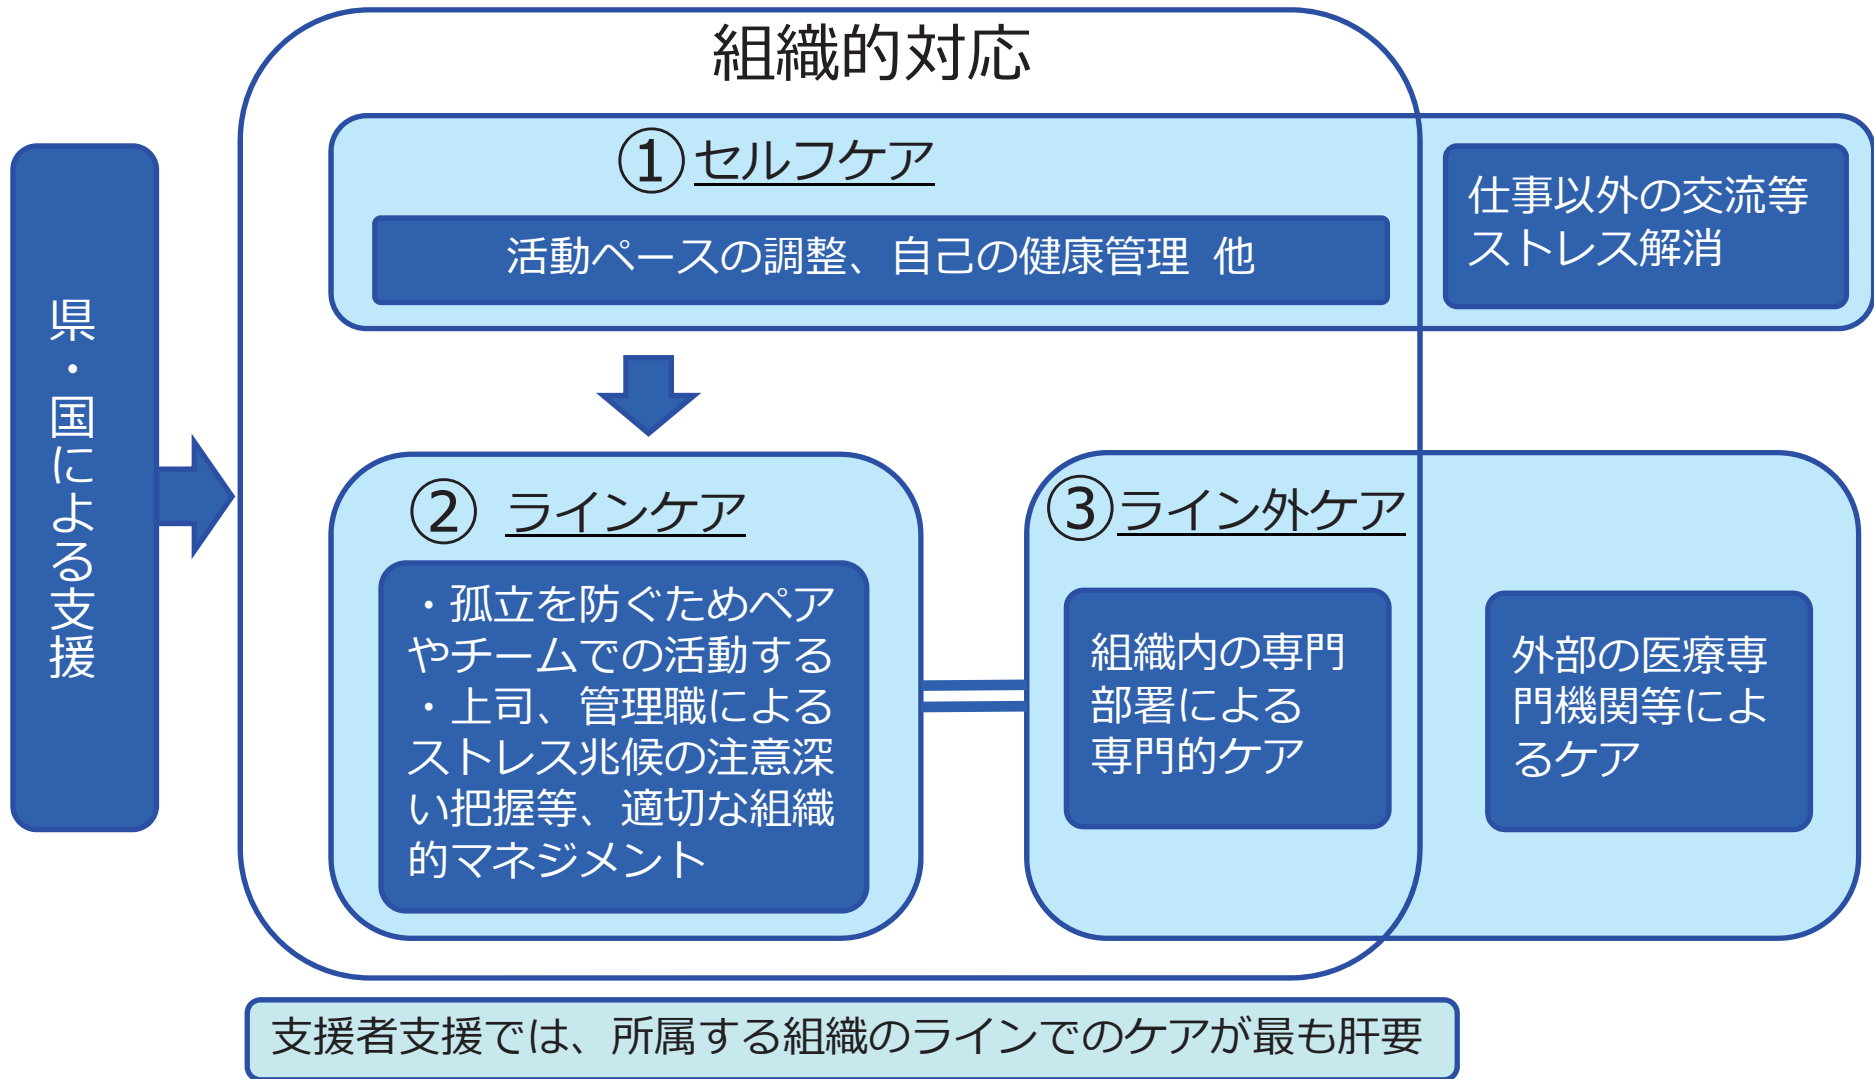 組織的対応
①セルフケア
活動ペースの調整、自己の健康管理 他
仕事以外の交流等
ストレス解消
県・国による支援
② ラインケア
・孤立を防ぐためペア
やチームでの活動する
・上司、管理職による
ストレス兆候の注意深
い把握等、適切な組織
的マネジメント
③ライン外ケア
組織内の専門
部署による
専門的ケア
外部の医療専
門機関等によ
るケア
支援者支援では、所属する組織のラインでのケアが最も肝要